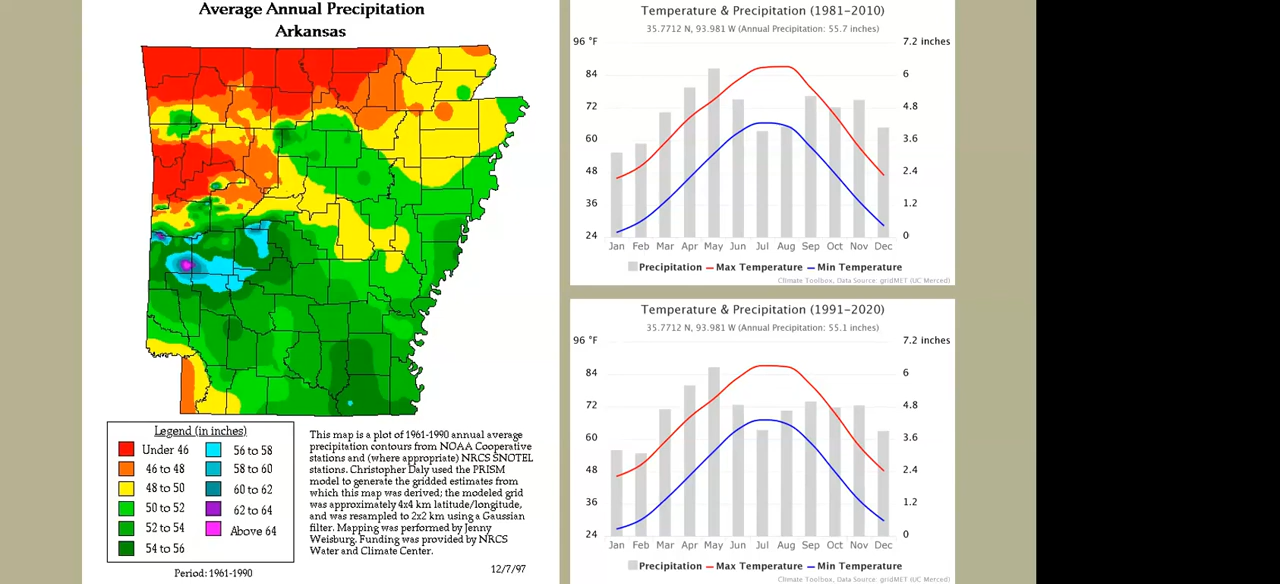 Average Annual Precipitation
Arkansas
Legend (in inches)
Under 46
46 to 48
48 to 50
50 to 52
52 to 54
54 to 56
56 to 58
58 to 60
60 to 62
62 to 64
Above 64
Period: 1961-1990
This map is a plot of 1961-1990 annual average
precipitation contours from NOAA Cooperative
stations and (where appropriate) NRCS SNOTEL
stations. Christopher Daly used the PRISM
model to generate the gridded estimates from
which this map was derived; the modeled grid
was approximately 4x4 km latitude/longitude,
and was resampled to 2x2 km using a Gaussian
filter. Mapping was performed by Jenny
Weisburg. Funding was provided by NRCS
Water and Climate Center.
12/7/97
Temperature & Precipitation (1981-2010)
35.7712 N, 93.981 W (Annual Precipitation: 55.7 inches)
96 °F 7.2 inches
84 6
72 4.8
60 3.6
48 2.4
36 1.2
24 0
Jan Feb Mar Apr May Jun Jul Aug Sep Oct Nov Dec
Precipitation Max Temperature Min Temperature
Climate Toolbox, Data Source: gridMET (UC Merced)
Temperature & Precipitation (1991-2020)
35.7712 N, 93.981 W (Annual Precipitation: 55.1 inches)
96 °F 7.2 inches
84 6
72 4.8
60 3.6
48 2.4
36 1.2
24 0
Jan Feb Mar Apr May Jun Jul Aug Sep Oct Nov Dec
Precipitation Max Temperature Min Temperature
Climate Toolbox, Data Source: gridMET (UC Merced)